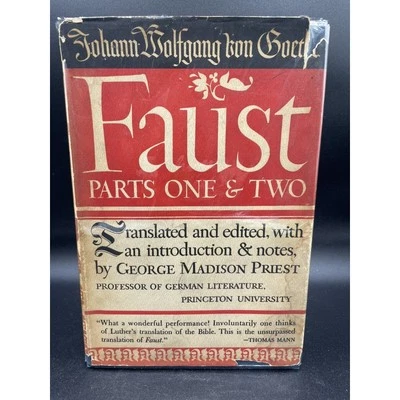 Johann Wolfgang von Goethe
Faust
PARTS ONE & TWO
Translated and edited, with
an introduction & notes,
by GEORGE MADISON PRIEST
PROFESSOR OF GERMAN LITERATURE,
PRINCETON UNIVERSITY
"What a wonderful performance! Involuntarily one thinks
of Luther's translation of the Bible. This is the unsurpassed
translation of Faust." —THOMAS MANN